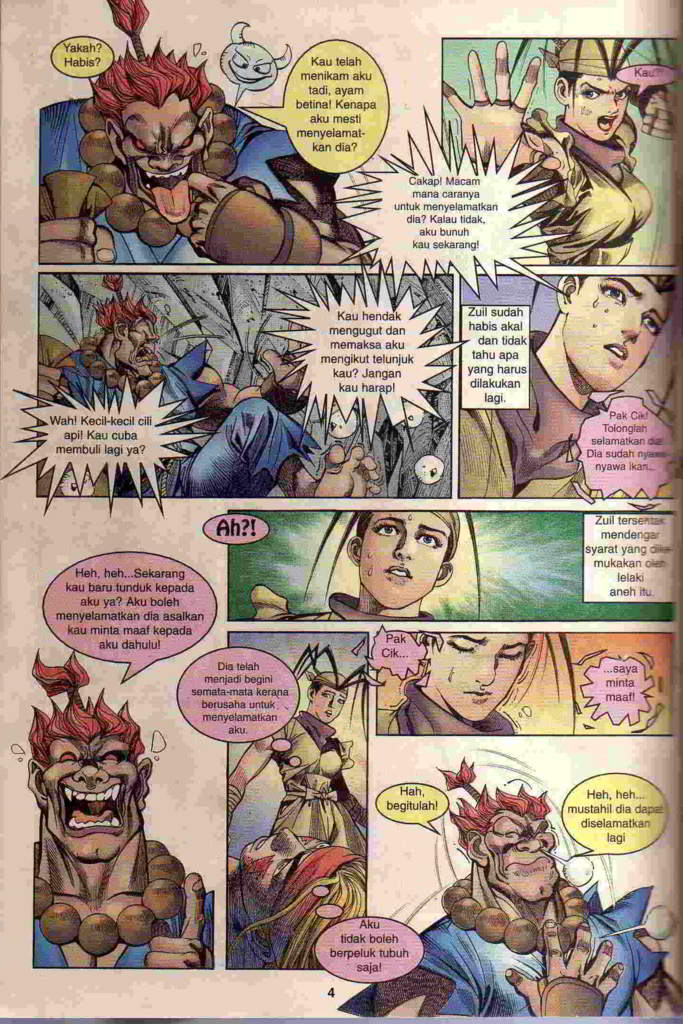 Yakah?
Habis?
Kau telah
menikam aku
tadi, ayam
betina! Kenapa
aku mesti
menyelamat-
kan dia?
Kau...
Cakap! Macam
mana caranya
untuk menyelamatkan
dia? Kalau tidak,
aku bunuh
kau sekarang!
Kau hendak
mengugut dan
memaksa aku
mengikut telunjuk
kau? Jangan
kau harap!
Wah! Kecil-kecil cili
api! Kau cuba
membuli lagi ya?
Zuil sudah
habis akal
dan tidak
tahu apa
yang harus
dilakukan
lagi.
Pak Cik!
Tolonglah
selamatkan dia
Dia sudah nyawa
nyawa ikan...
Ah?!
Zuil tersentak
mendengar
syarat yang
mukakan oleh
lelaki
aneh itu.
Heh, heh...Sekarang
kau baru tunduk kepada
aku ya? Aku boleh
menyelamatkan dia asalkan
kau minta maaf kepada
aku dahulu!
Dia telah
menjadi begini
semata-mata kerana
berusaha untuk
menyelamatkan
aku.
Pak
Cik...
...saya
minta
maaf!
Aku
tidak boleh
berpeluk tubuh
saja!
Hah,
begitulah!
Heh, heh...
mustahil dia dapat
diselamatkan
lagi
4